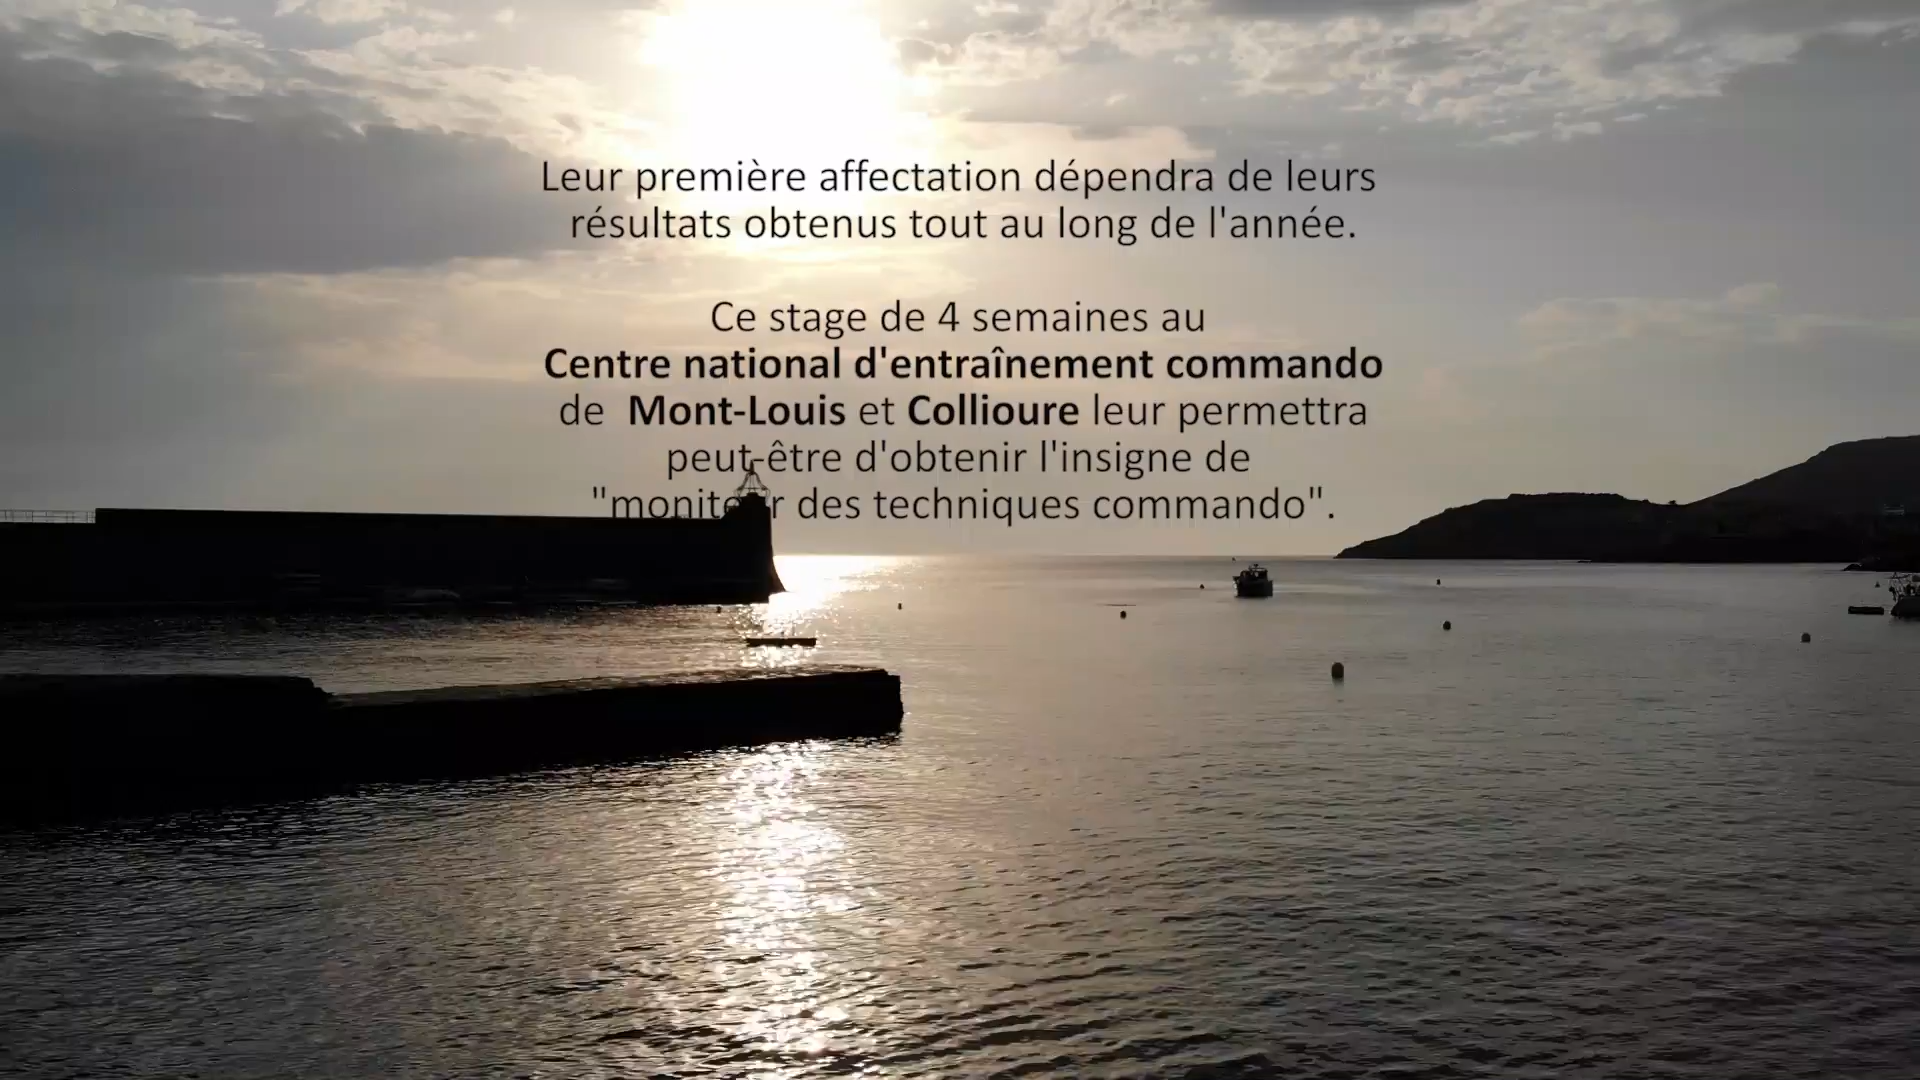 Leur première affectation dépendra de leurs
résultats obtenus tout au long de l'année.
Ce stage de 4 semaines au
Centre national d'entraînement commando
de Mont-Louis et Collioure leur permettra
peut-être d'obtenir l'insigne de
"moniteur des techniques commando".